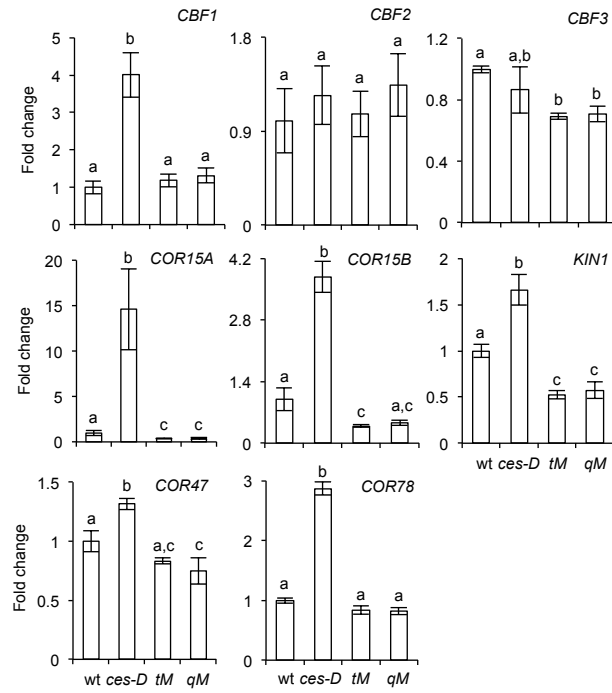 CBF1
CBF2
CBF3
Fold change
5
4
3
2
1
0
a
b
a
a
1.8
0.9
0
a
a
a
a
1.2
0.8
0.4
0
a
a,b
b
b
COR15A
COR15B
KIN1
Fold change
20
15
10
5
0
a
b
c
c
4.2
2.8
1.4
0
a
b
c
a,c
2
1.5
1
0.5
0
a
b
c
c
wt ces-D tM qM
COR47
COR78
Fold change
1.5
1
0.5
0
a
b
a,c
c
3
2
1
0
a
b
a
a
wt ces-D tM qM
wt ces-D tM qM